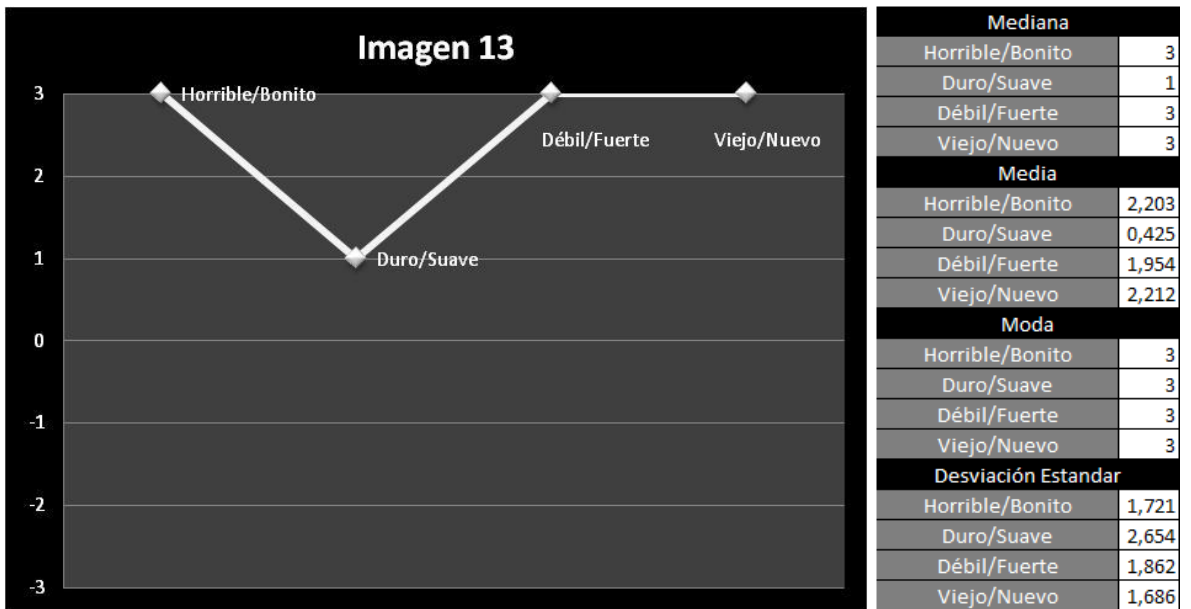 Imagen 13
3
2
1
0
-1
-2
-3
Horrible/Bonito
Duro/Suave
Débil/Fuerte
Viejo/Nuevo
Mediana
Horrible/Bonito 3
Duro/Suave 1
Débil/Fuerte 3
Viejo/Nuevo 3
Media
Horrible/Bonito 2,203
Duro/Suave 0,425
Débil/Fuerte 1,954
Viejo/Nuevo 2,212
Moda
Horrible/Bonito 3
Duro/Suave 3
Débil/Fuerte 3
Viejo/Nuevo 3
Desviación Estandar
Horrible/Bonito 1,721
Duro/Suave 2,654
Débil/Fuerte 1,862
Viejo/Nuevo 1,686